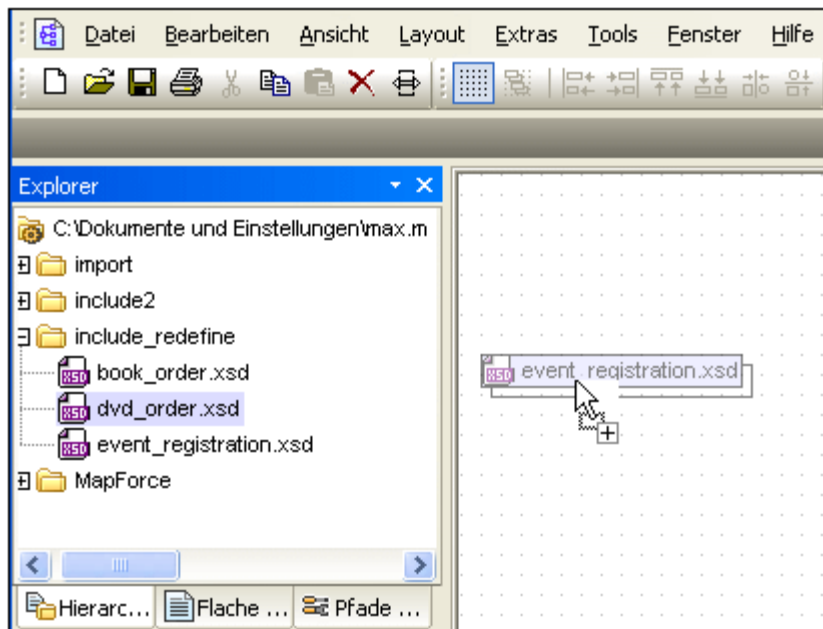 Datei Bearbeiten Ansicht Layout Extras Tools Fenster Hilfe
Explorer
C:\Dokumente und Einstellungen\max.m
import
include2
include_redefine
book_order.xsd
dvd_order.xsd
event_registration.xsd
MapForce
event_registration.xsd
Hierarc... Flache ... Pfade ...